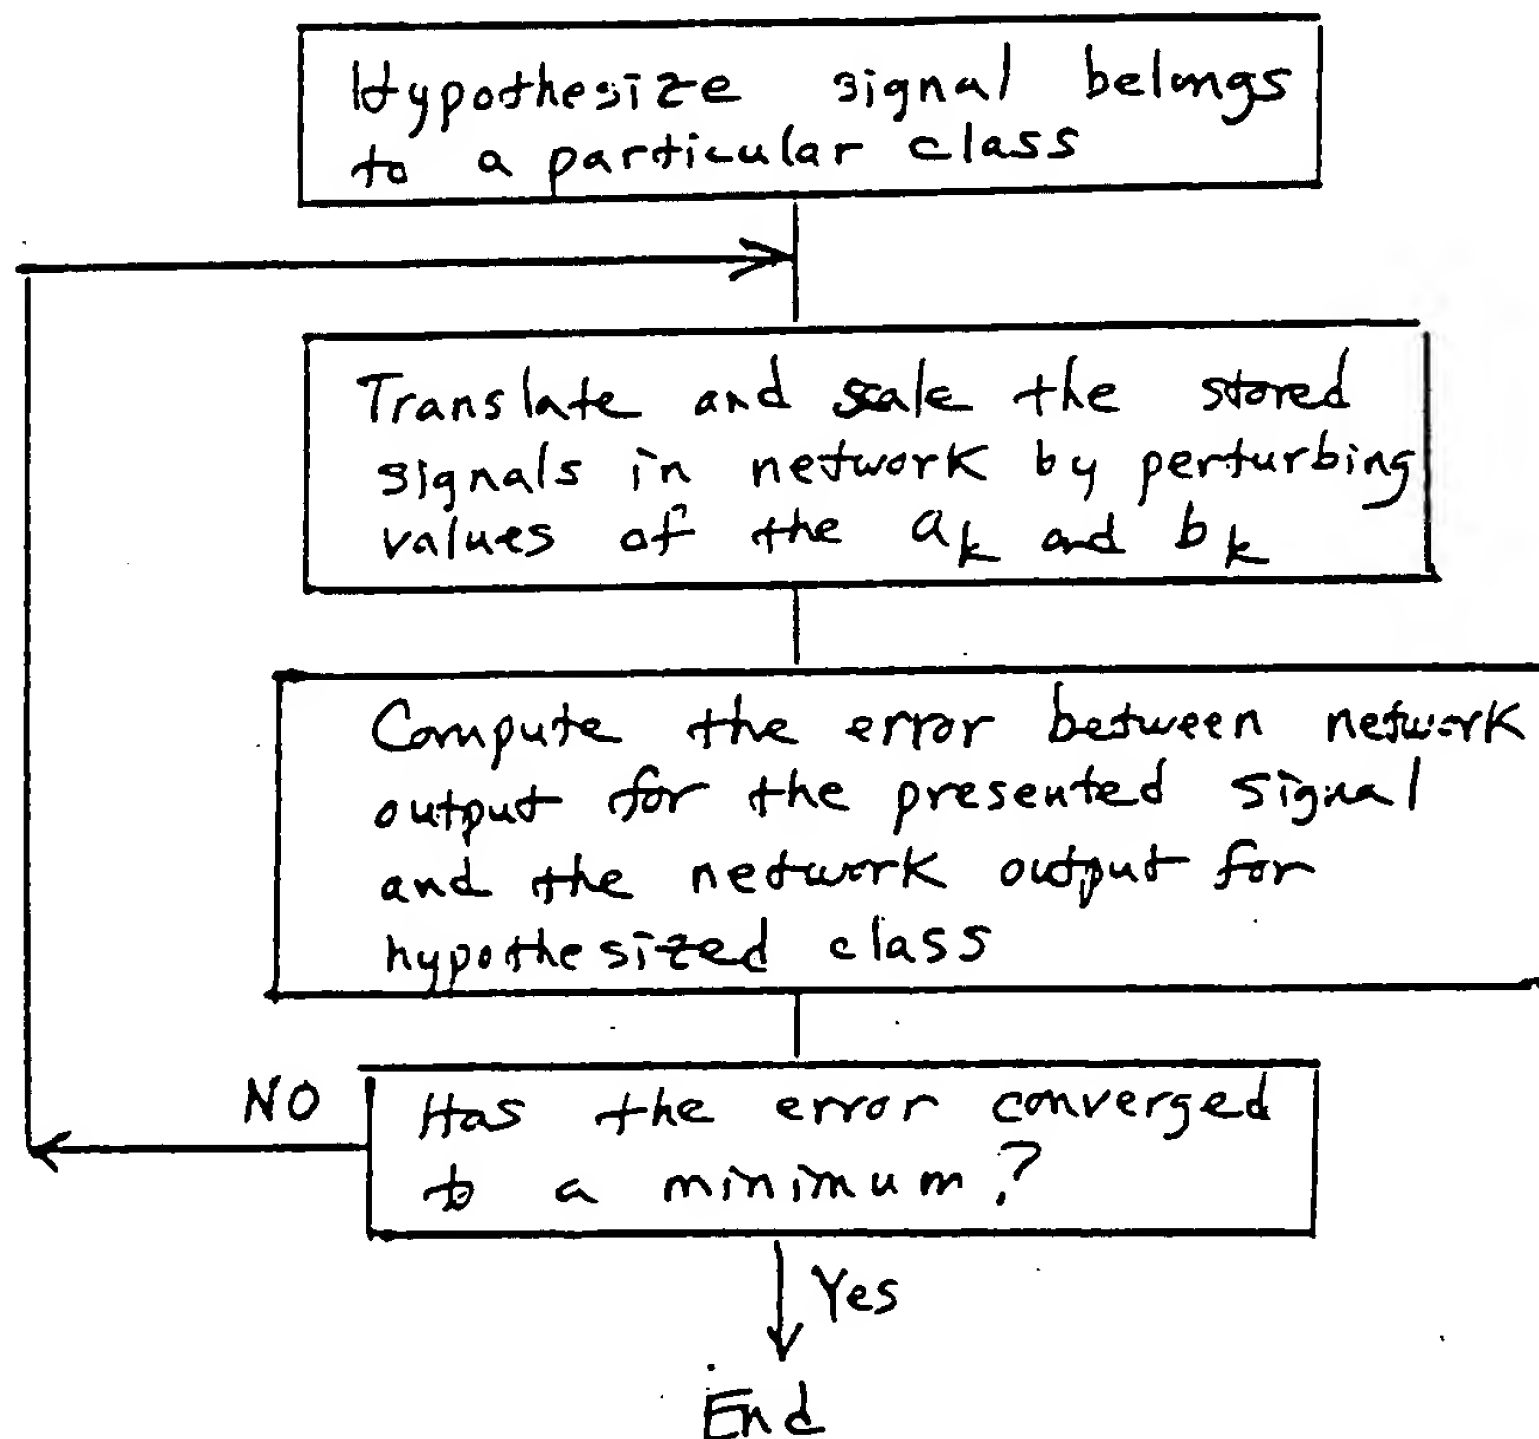 Hypothesize signal belongs
to a particular class
Translate and scale the stored
signals in network by perturbing
values of the ak and bk
Compute the error between network
output for the presented signal
and the network output for
hypothesized class
NO
Has the error converged
to a minimum?
Yes
End